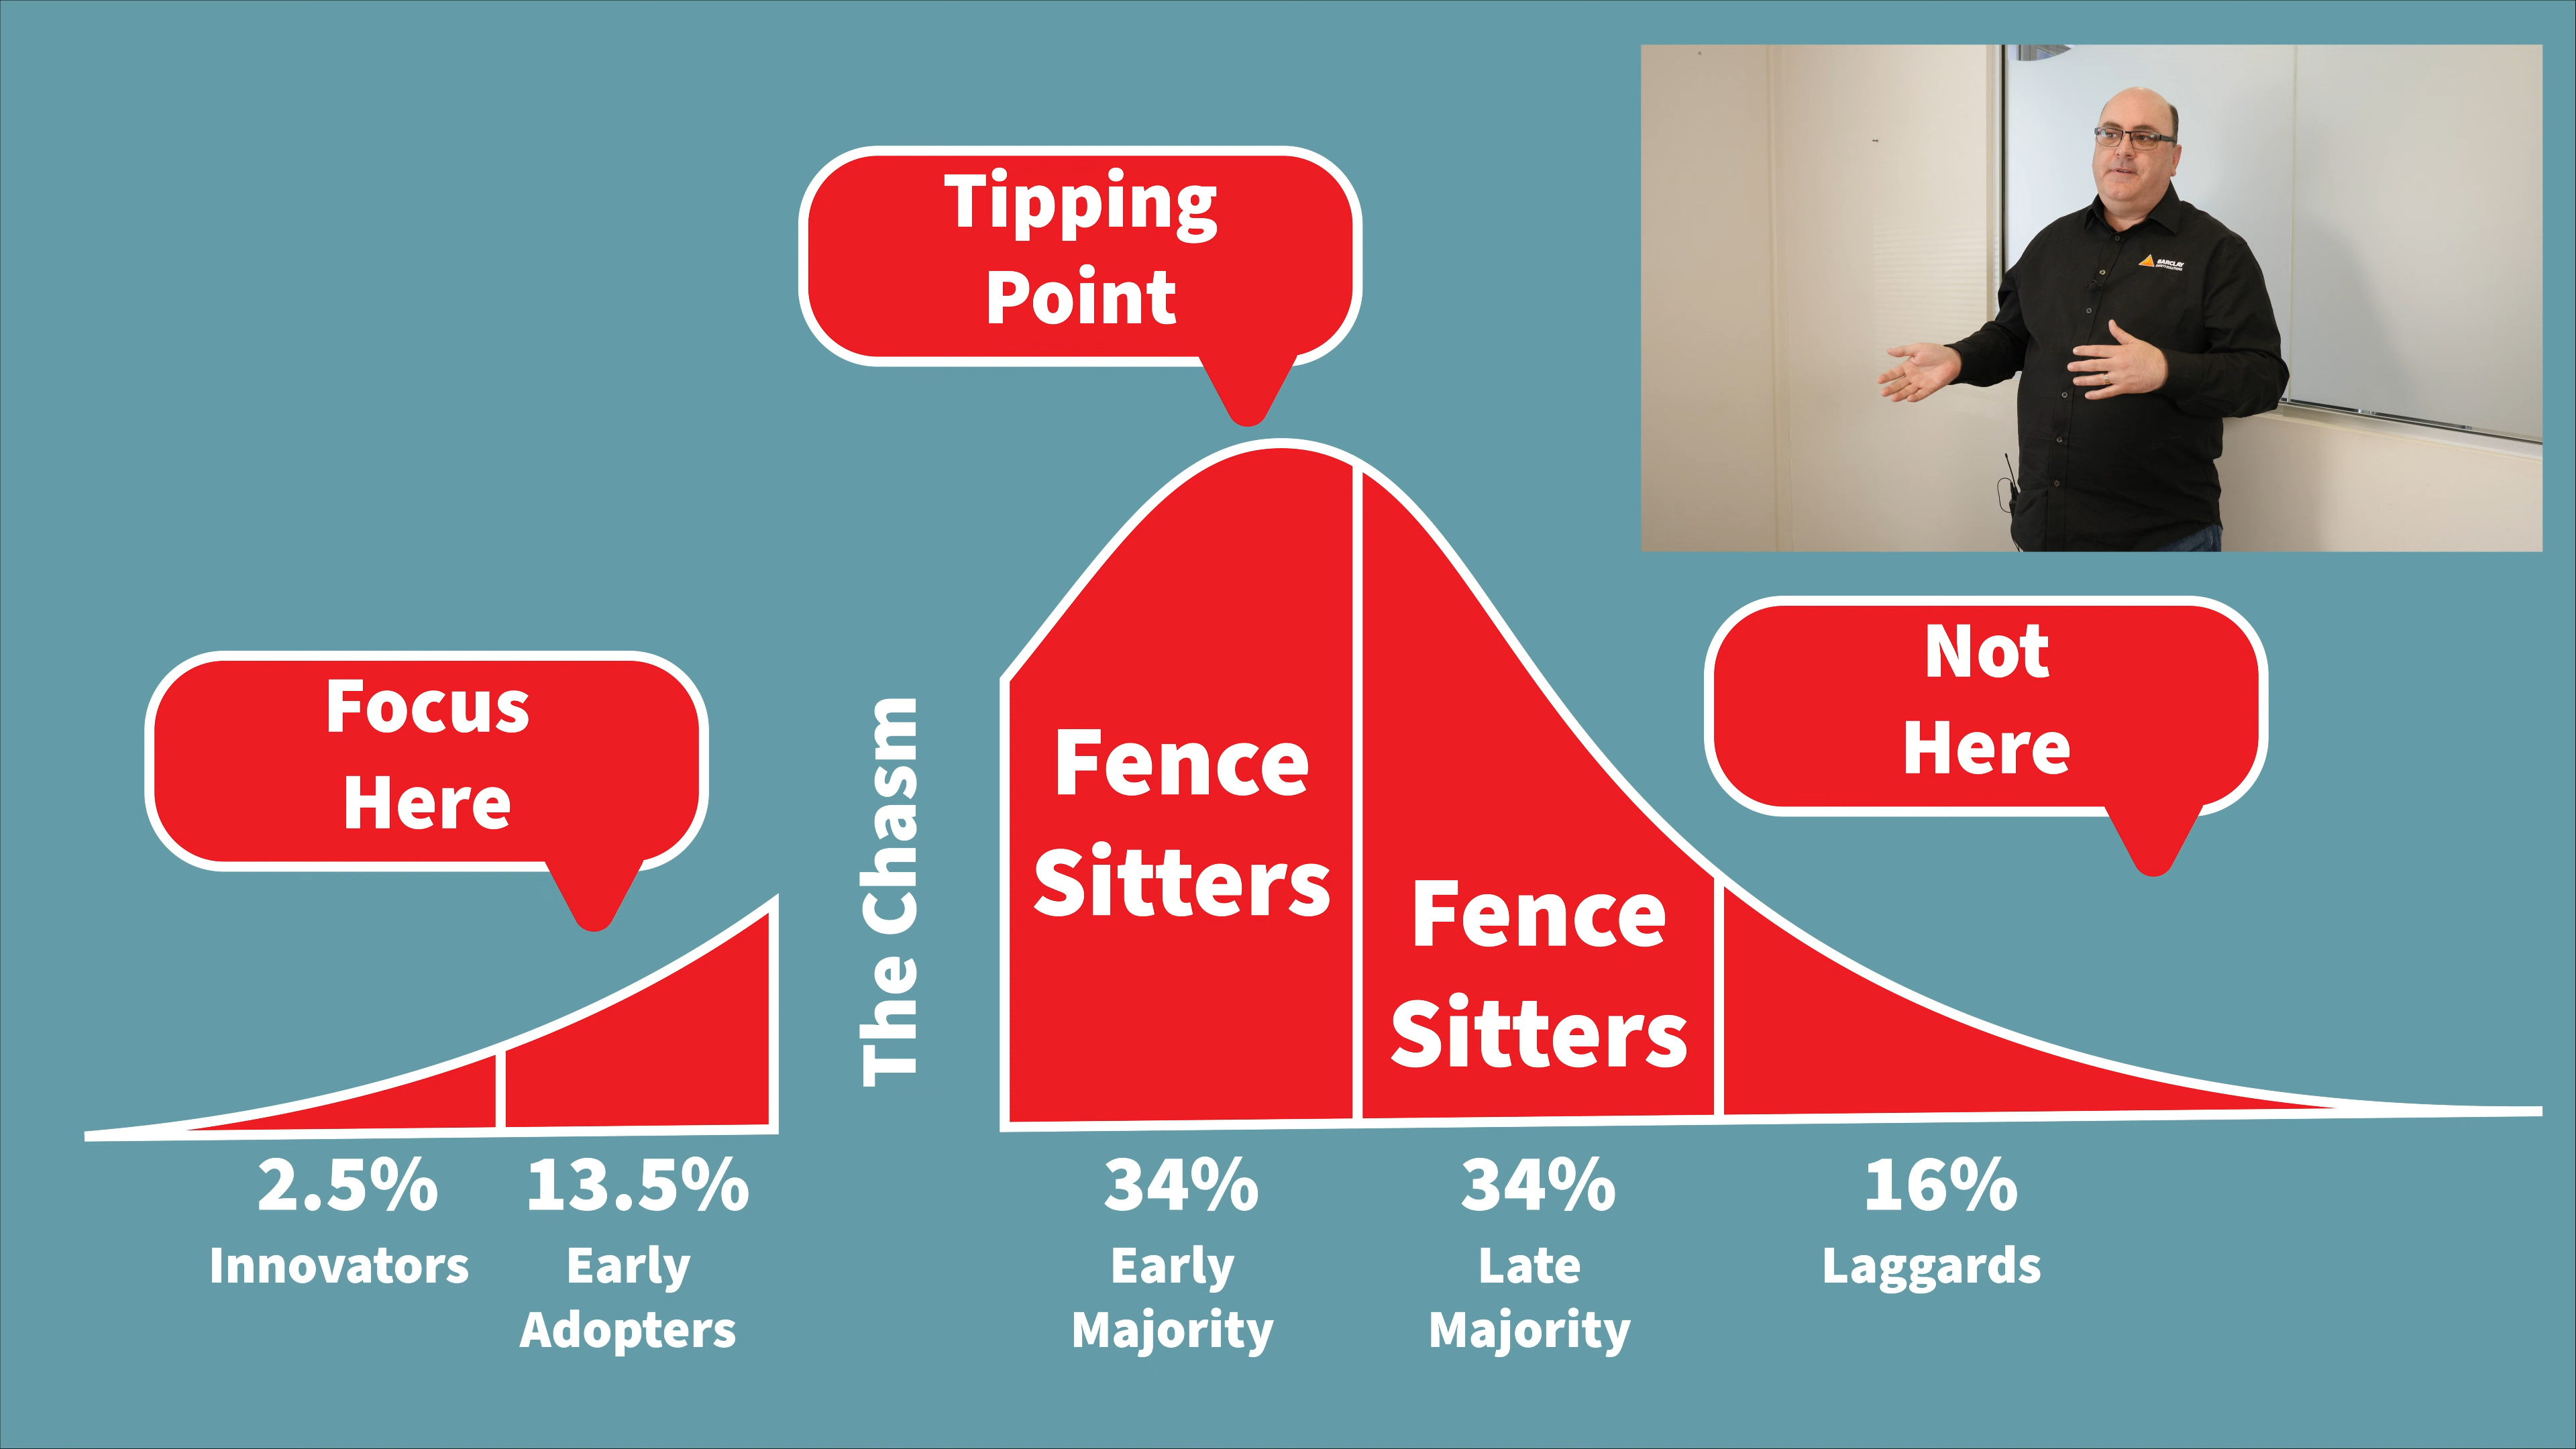 Tipping
Point
BARCLAY
Focus
Here
Not
Here
The Chasm
Fence
Sitters
Fence
Sitters
2.5%
Innovators
13.5%
Early
Adopters
34%
Early
Majority
34%
Late
Majority
16%
Laggards